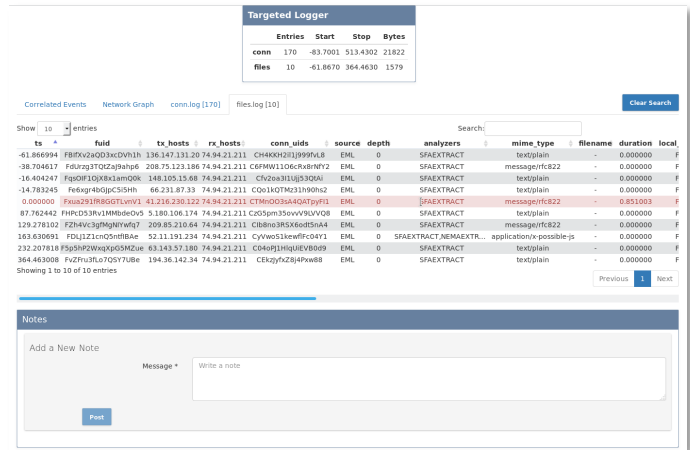 Targeted Logger
Entries Start Stop Bytes
conn 170 -83.7001 513.4302 21822
files 10 -61.8670 364.4630 1579
Correlated Events Network Graph conn.log [170] files.log [10] Clear Search
Show 10 entries Search:
ts fuid tx_hosts rx_hosts conn_uids source depth analyzers mime_type filename duration local_
-61.866994 FBifXv2aQD3xcDVh1h 136.147.131.20 74.94.21.211 CH4KKH2il1j999fvL8 EML 0 SFAEXTRACT text/plain - 0.000000 F
-38.704617 FdUrzg3TQtZaJ9ahp6 208.75.123.186 74.94.21.211 C6FMW11O6cRx8rNfY2 EML 0 SFAEXTRACT message/rfc822 - 0.000000 F
-16.404247 FqsOlF1OjX8x1amQ0k 148.105.15.68 74.94.21.211 Cfv2oa3I1Ujj53QtAi EML 0 SFAEXTRACT text/plain - 0.000000 F
-14.783245 Fe6xgr4bGJpC5i5Hh 66.231.87.33 74.94.21.211 CQo1kQTMz31h90hs2 EML 0 SFAEXTRACT text/plain - 0.000000 F
0.000000 Fxua291fR8GGTLvnV1 41.216.230.122 74.94.21.211 CTMnOO3sA4QATpyFl1 EML 0 SFAEXTRACT message/rfc822 - 0.851003 F
87.762442 FHPcD53Rv1MMbdeOv5 5.180.106.174 74.94.21.211 CzG5pm35ovvV9LVVQ8 EML 0 SFAEXTRACT text/plain - 0.000000 F
129.278102 FZh4Vc3gfMgNIYwfq7 209.85.210.64 74.94.21.211 CIb8no3RSX6odt5nA4 EML 0 SFAEXTRACT message/rfc822 - 0.000000 F
163.630691 FDLJ1Z1cnQ5ntflBAe 52.11.191.234 74.94.21.211 CyVwoS1kewflFc04Y1 EML 0 SFAEXTRACT,NEMAEXTR... application/x-possible-js - 0.000000 F
232.207818 F5p5hP2WxqXpG5MZue 63.143.57.180 74.94.21.211 C04oPJ1HlqUiEVB0d9 EML 0 SFAEXTRACT text/plain - 0.000000 F
364.463008 FvZFru3fLo7QSY7UBe 194.36.142.34 74.94.21.211 CEkzJyfxZ8J4Pxw88 EML 0 SFAEXTRACT text/plain - 0.000000 F
Showing 1 to 10 of 10 entries
Previous 1 Next
Notes
Add a New Note
Message *
Write a note
Post